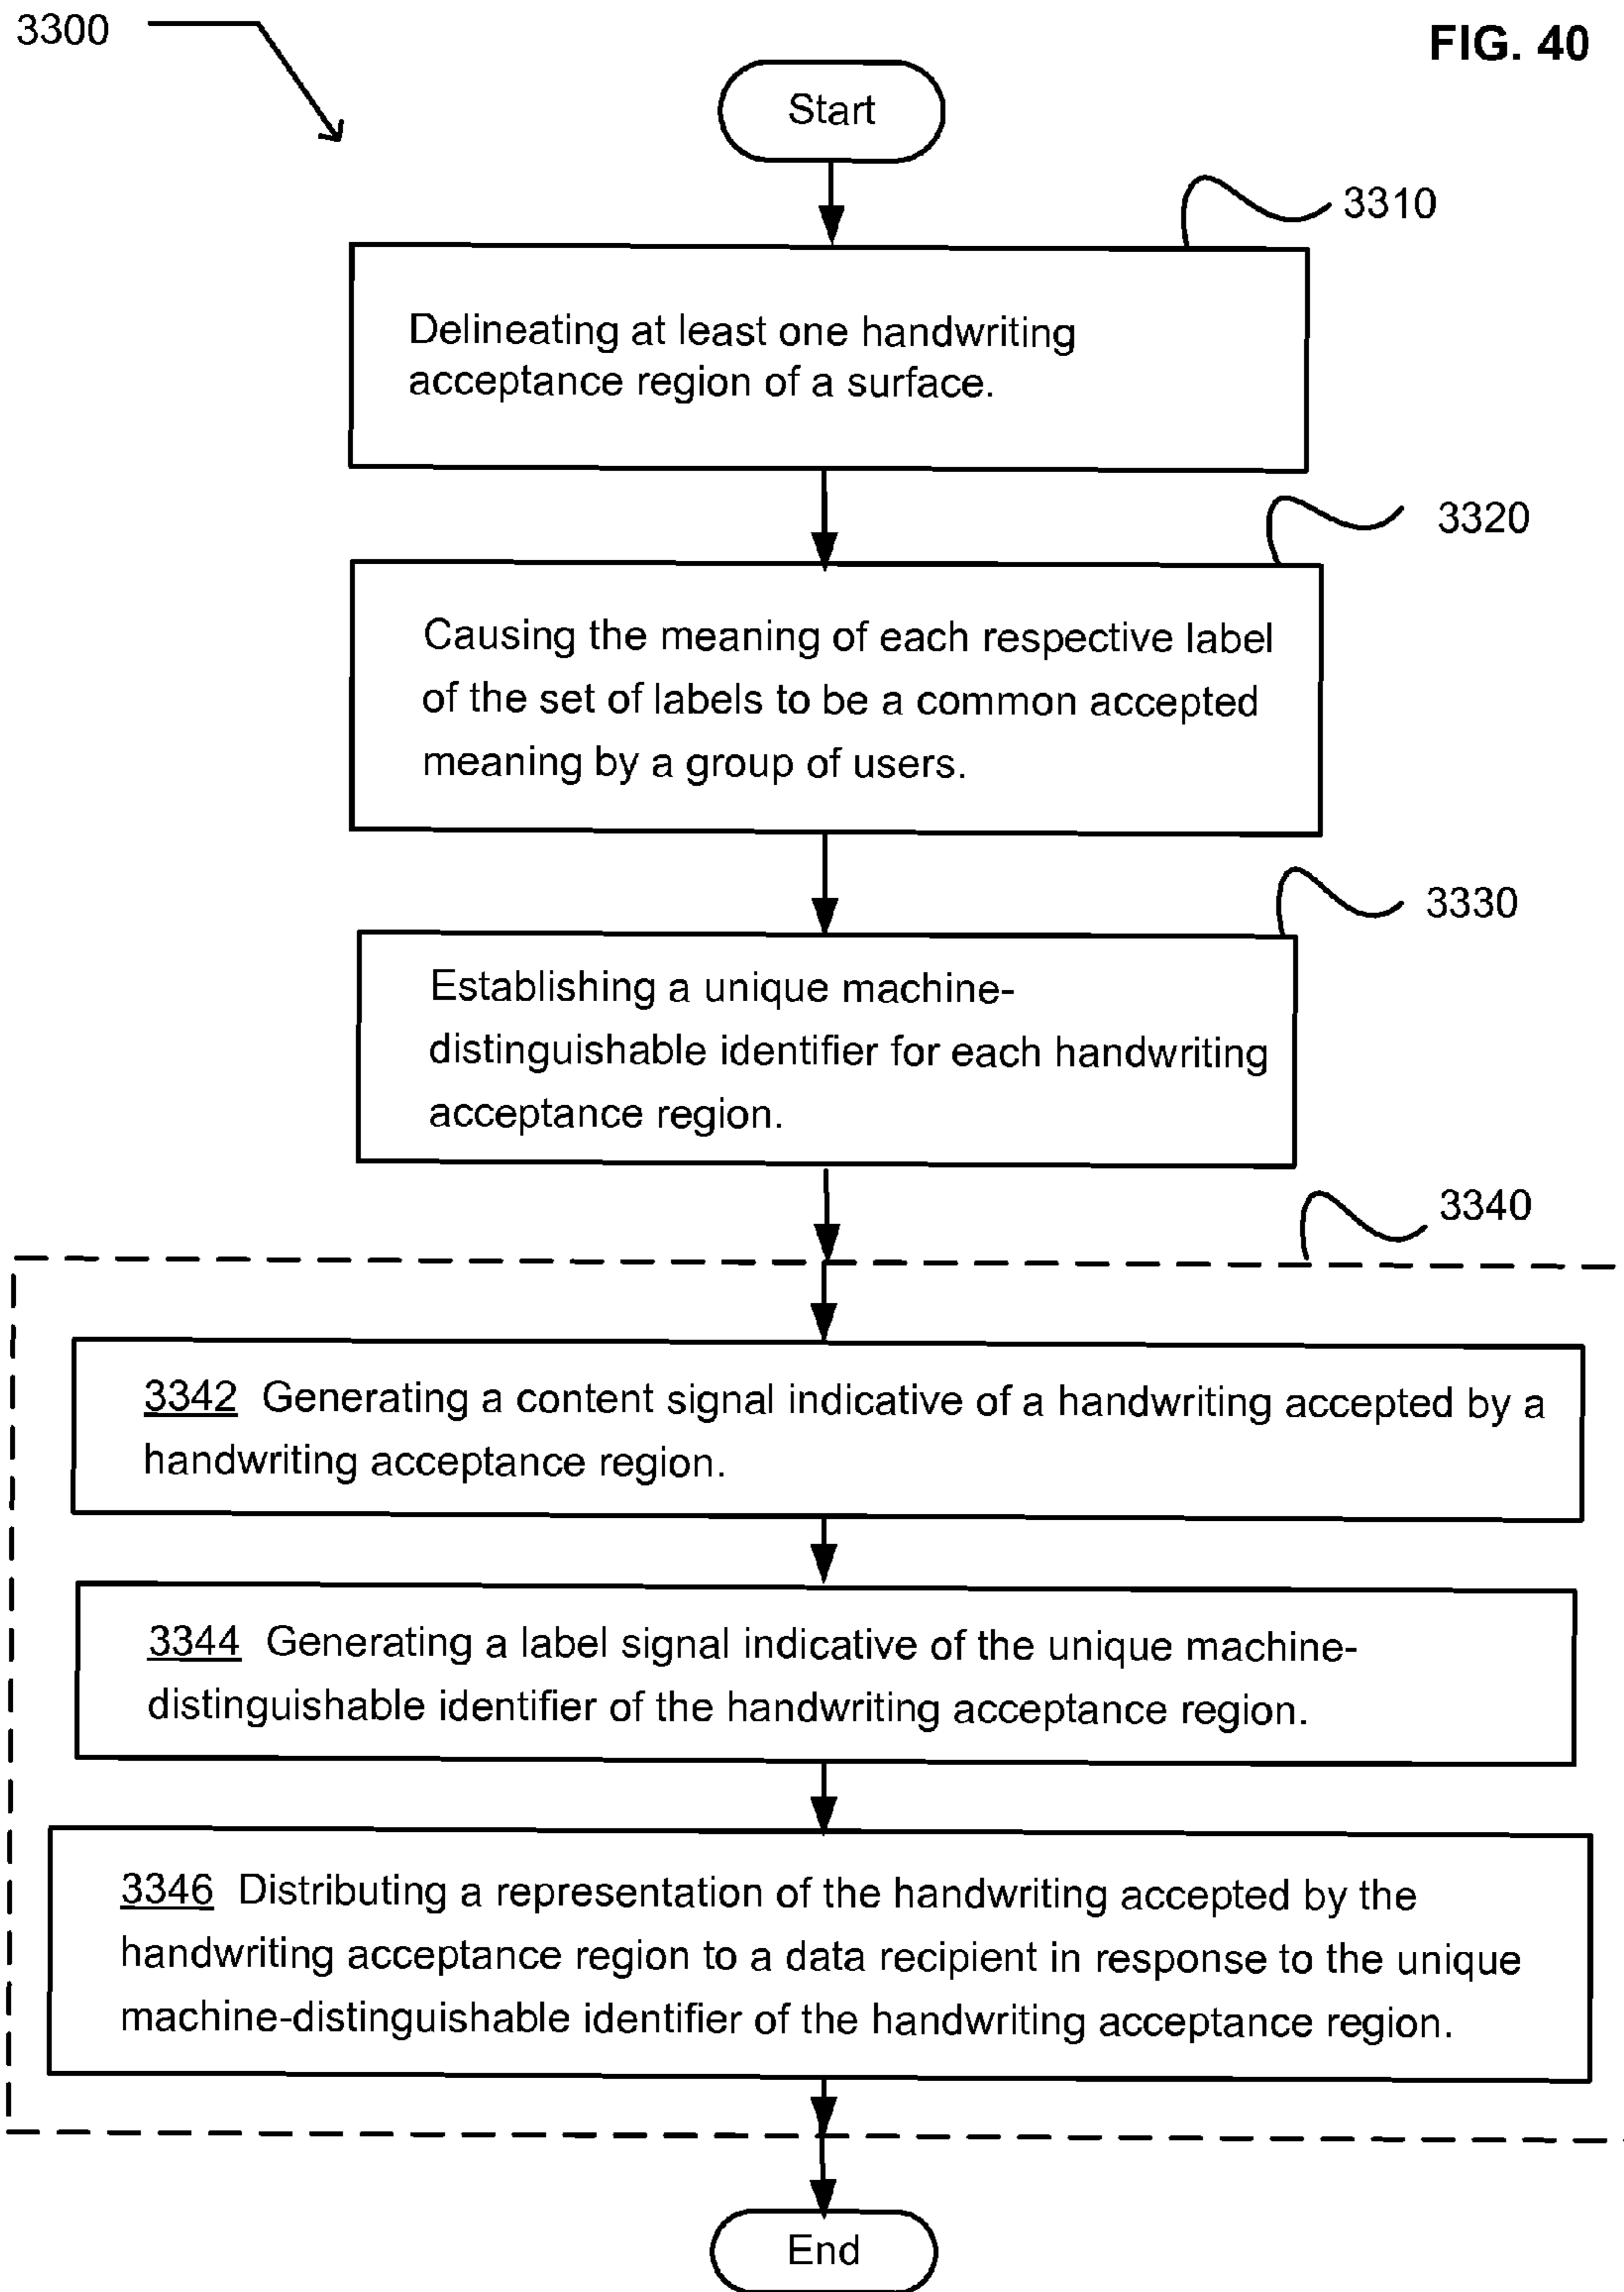 3300
FIG. 40
Start
3310
Delineating at least one handwriting
acceptance region of a surface.
3320
Causing the meaning of each respective label
of the set of labels to be a common accepted
meaning by a group of users.
3330
Establishing a unique machine-
distinguishable identifier for each handwriting
acceptance region.
3340
3342 Generating a content signal indicative of a handwriting accepted by a
handwriting acceptance region.
3344 Generating a label signal indicative of the unique machine-
distinguishable identifier of the handwriting acceptance region.
3346 Distributing a representation of the handwriting accepted by the
handwriting acceptance region to a data recipient in response to the unique
machine-distinguishable identifier of the handwriting acceptance region.
End